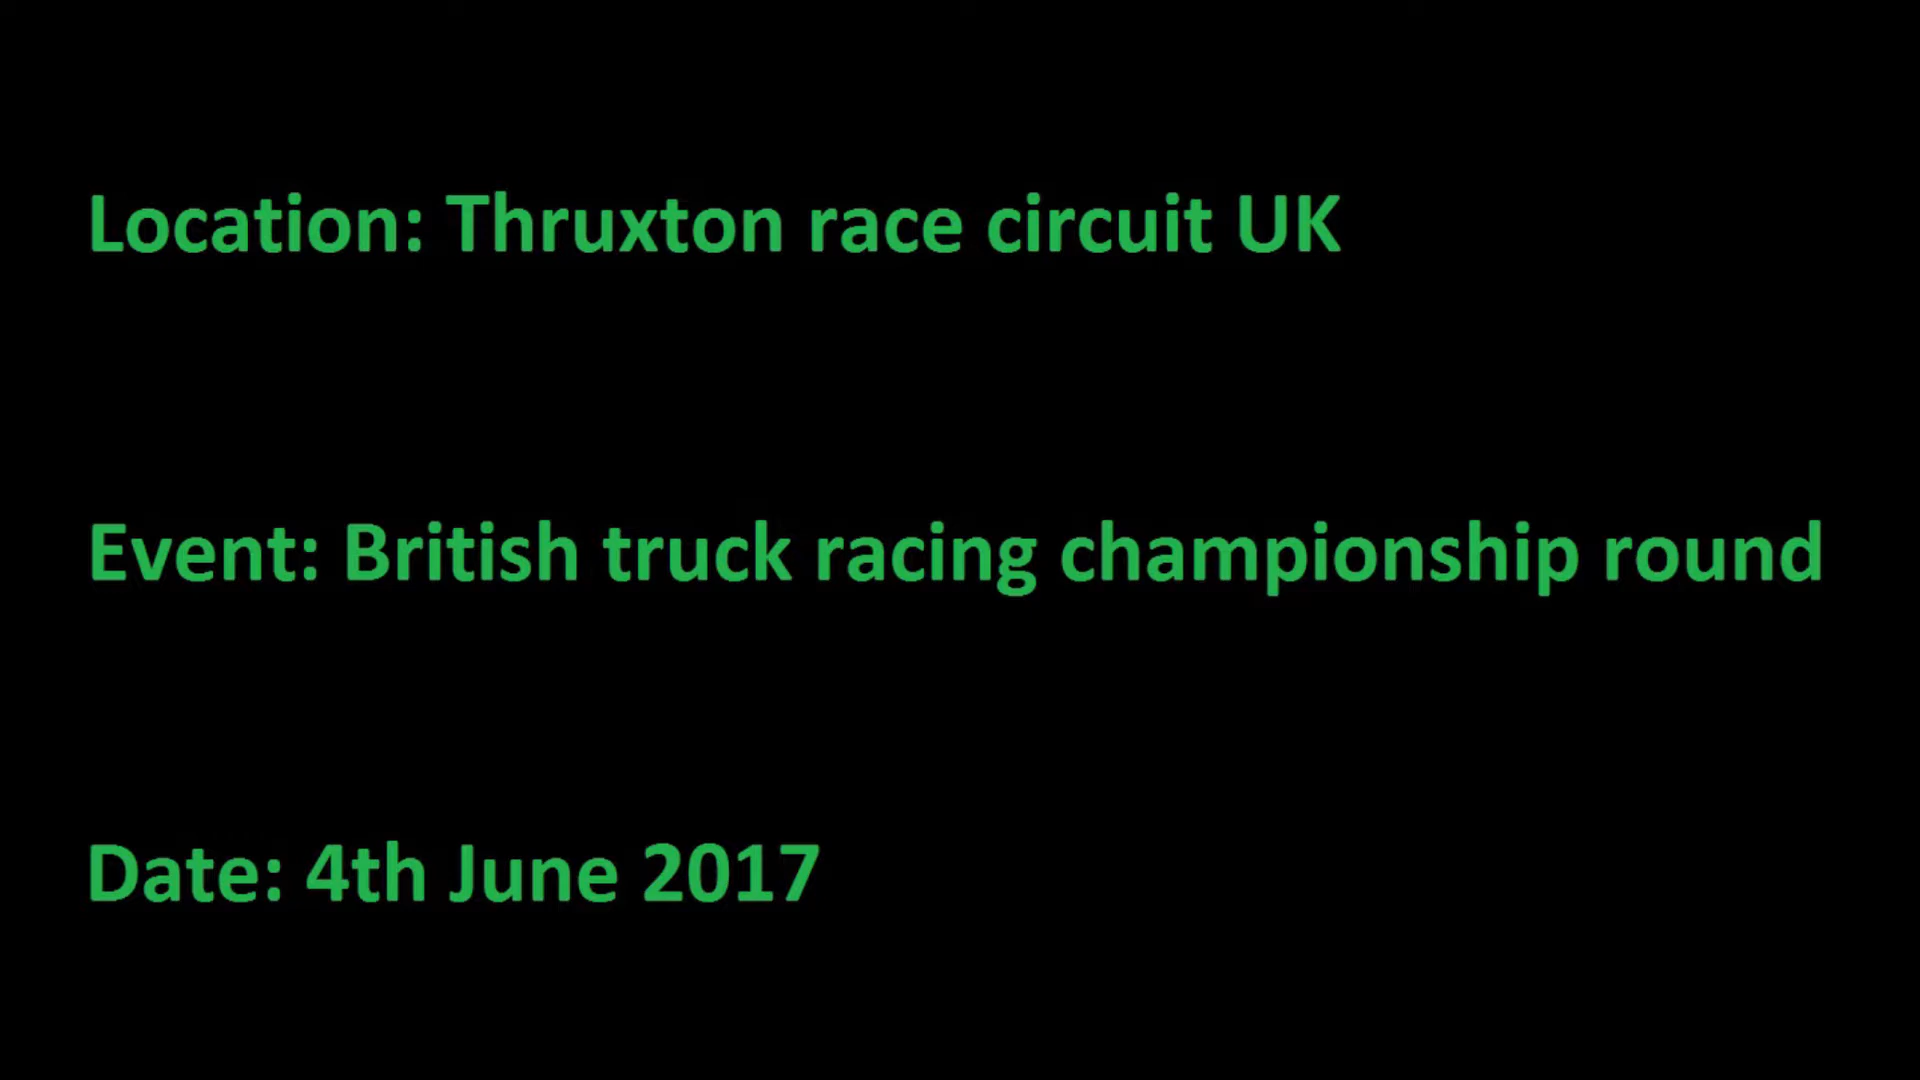 Location: Thruxton race circuit UK
Event: British truck racing championship round
Date: 4th June 2017